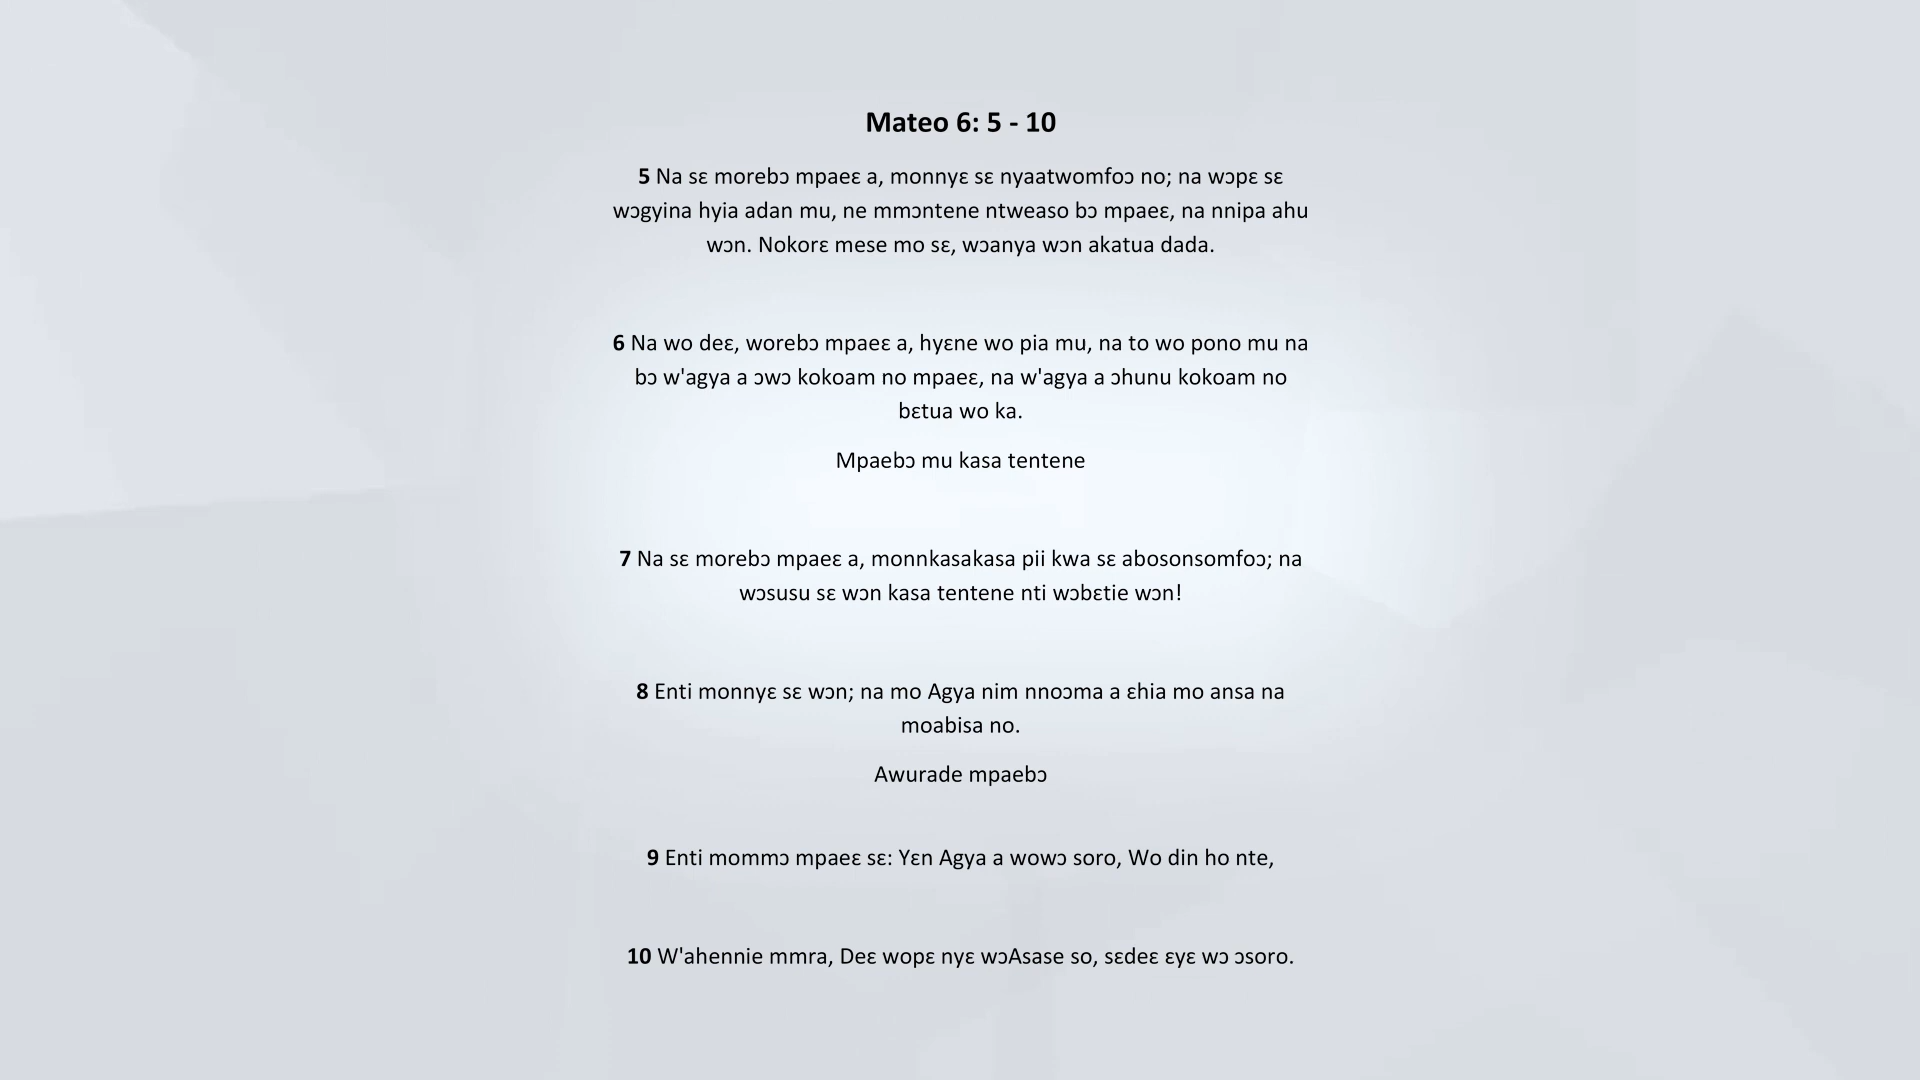 Mateo 6: 5 - 10
5 Na sɛ morebɔ mpaeɛ a, monnyɛ sɛ nyaatwomfoɔ no; na wɔpɛ sɛ
wɔgyina hyia adan mu, ne mmɔntene ntweaso bɔ mpaeɛ, na nnipa ahu
wɔn. Nokorɛ mese mo sɛ, wɔanya wɔn akatua dada.
6 Na wo deɛ, worebɔ mpaeɛ a, hyɛne wo pia mu, na to wo pono mu na
bɔ w'agya a ɔwɔ kokoam no mpaeɛ, na w'agya a ɔhunu kokoam no
bɛtua wo ka.
Mpaebɔ mu kasa tentene
7 Na sɛ morebɔ mpaeɛ a, monnkasakasa pii kwa sɛ abosonsomfoɔ; na
wɔsusu sɛ wɔn kasa tentene nti wɔbɛtie wɔn!
8 Enti monnyɛ sɛ wɔn; na mo Agya nim nnoɔma a ɛhia mo ansa na
moabisa no.
Awurade mpaebɔ
9 Enti mommɔ mpaeɛ sɛ: Yɛn Agya a wowɔ soro, Wo din ho nte,
10 W'ahennie mmra, Deɛ wopɛ nyɛ wɔAsase so, sɛdeɛ ɛyɛ wɔ ɔsoro.